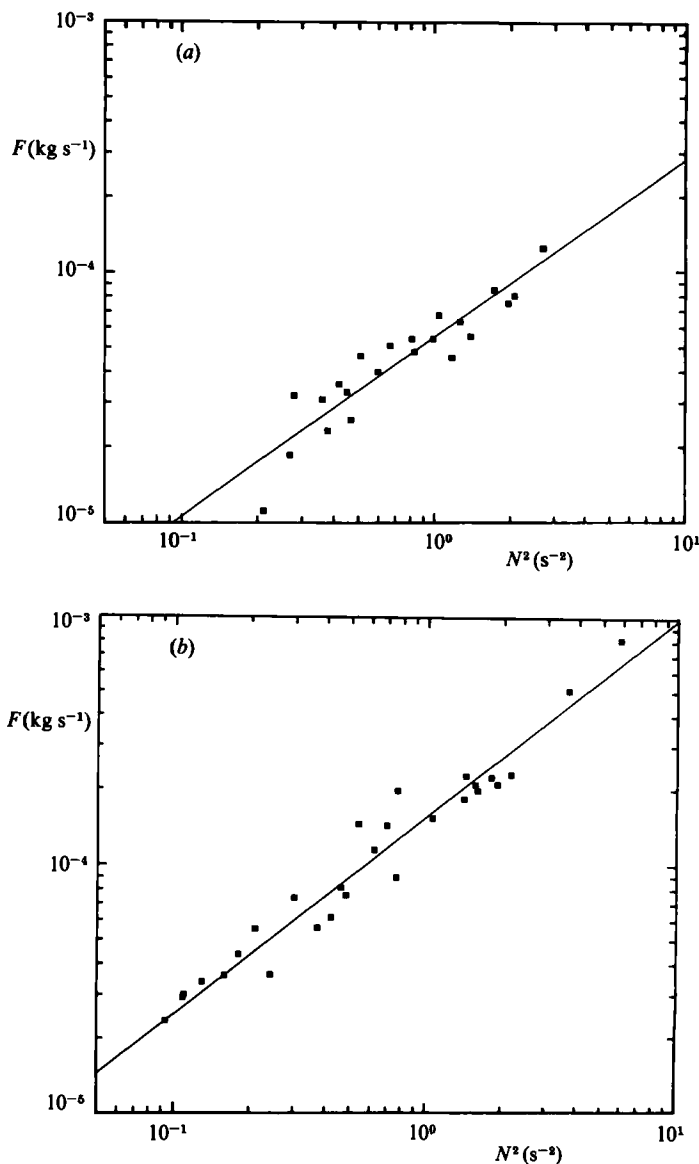 10⁻³
(a)
F(kg s⁻¹)
10⁻⁴
10⁻⁵
10⁻¹ 10⁰ 10¹
N² (s⁻²)
10⁻³
(b)
F(kg s⁻¹)
10⁻⁴
10⁻⁵
10⁻¹ 10⁰ 10¹
N² (s⁻²)